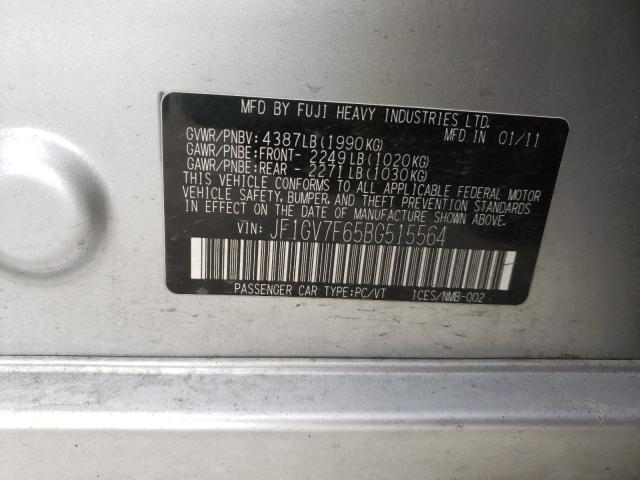 MFD BY FUJI HEAVY INDUSTRIES LTD.
MFD IN 01/11
GVWR/PNBV: 4387LB(1990KG)
GAWR/PNBE:FRONT- 2249LB(1020KG)
GAWR/PNBE:REAR - 2271LB(1030KG)
THIS VEHICLE CONFORMS TO ALL APPLICABLE FEDERAL MOTOR
VEHICLE SAFETY, BUMPER, AND THEFT PREVENTION STANDARDS
IN EFFECT ON THE DATE OF MANUFACTURE SHOWN ABOVE.
VIN: JF1GV7F65BG515564
PASSENGER CAR TYPE:PC/VT ICES/NMB-002